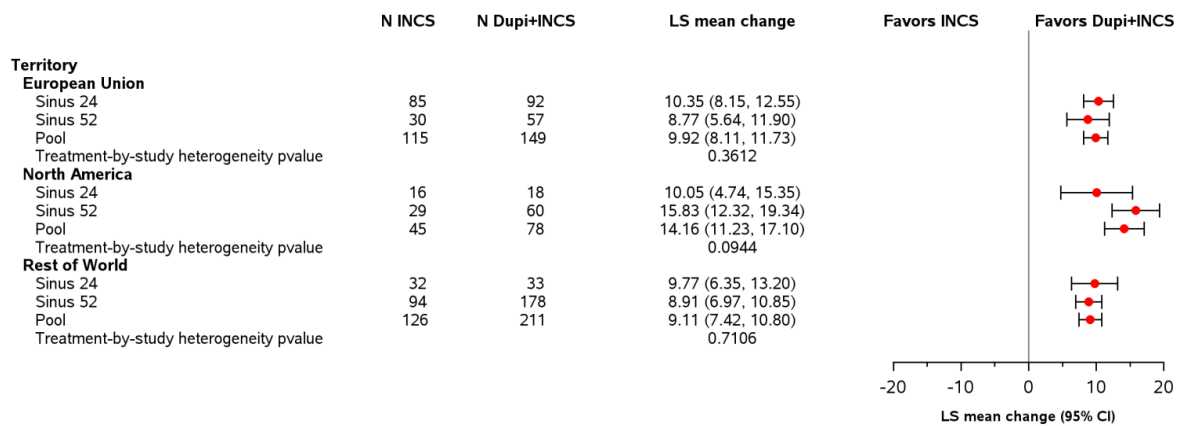 N INCS N Dupi+INCS LS mean change Favors INCS Favors Dupi+INCS
Territory
European Union
Sinus 24 85 92 10.35 (8.15, 12.55)
Sinus 52 30 57 8.77 (5.64, 11.90)
Pool 115 149 9.92 (8.11, 11.73)
Treatment-by-study heterogeneity pvalue 0.3612
North America
Sinus 24 16 18 10.05 (4.74, 15.35)
Sinus 52 29 60 15.83 (12.32, 19.34)
Pool 45 78 14.16 (11.23, 17.10)
Treatment-by-study heterogeneity pvalue 0.0944
Rest of World
Sinus 24 32 33 9.77 (6.35, 13.20)
Sinus 52 94 178 8.91 (6.97, 10.85)
Pool 126 211 9.11 (7.42, 10.80)
Treatment-by-study heterogeneity pvalue 0.7106
-20 -10 0 10 20
LS mean change (95% CI)